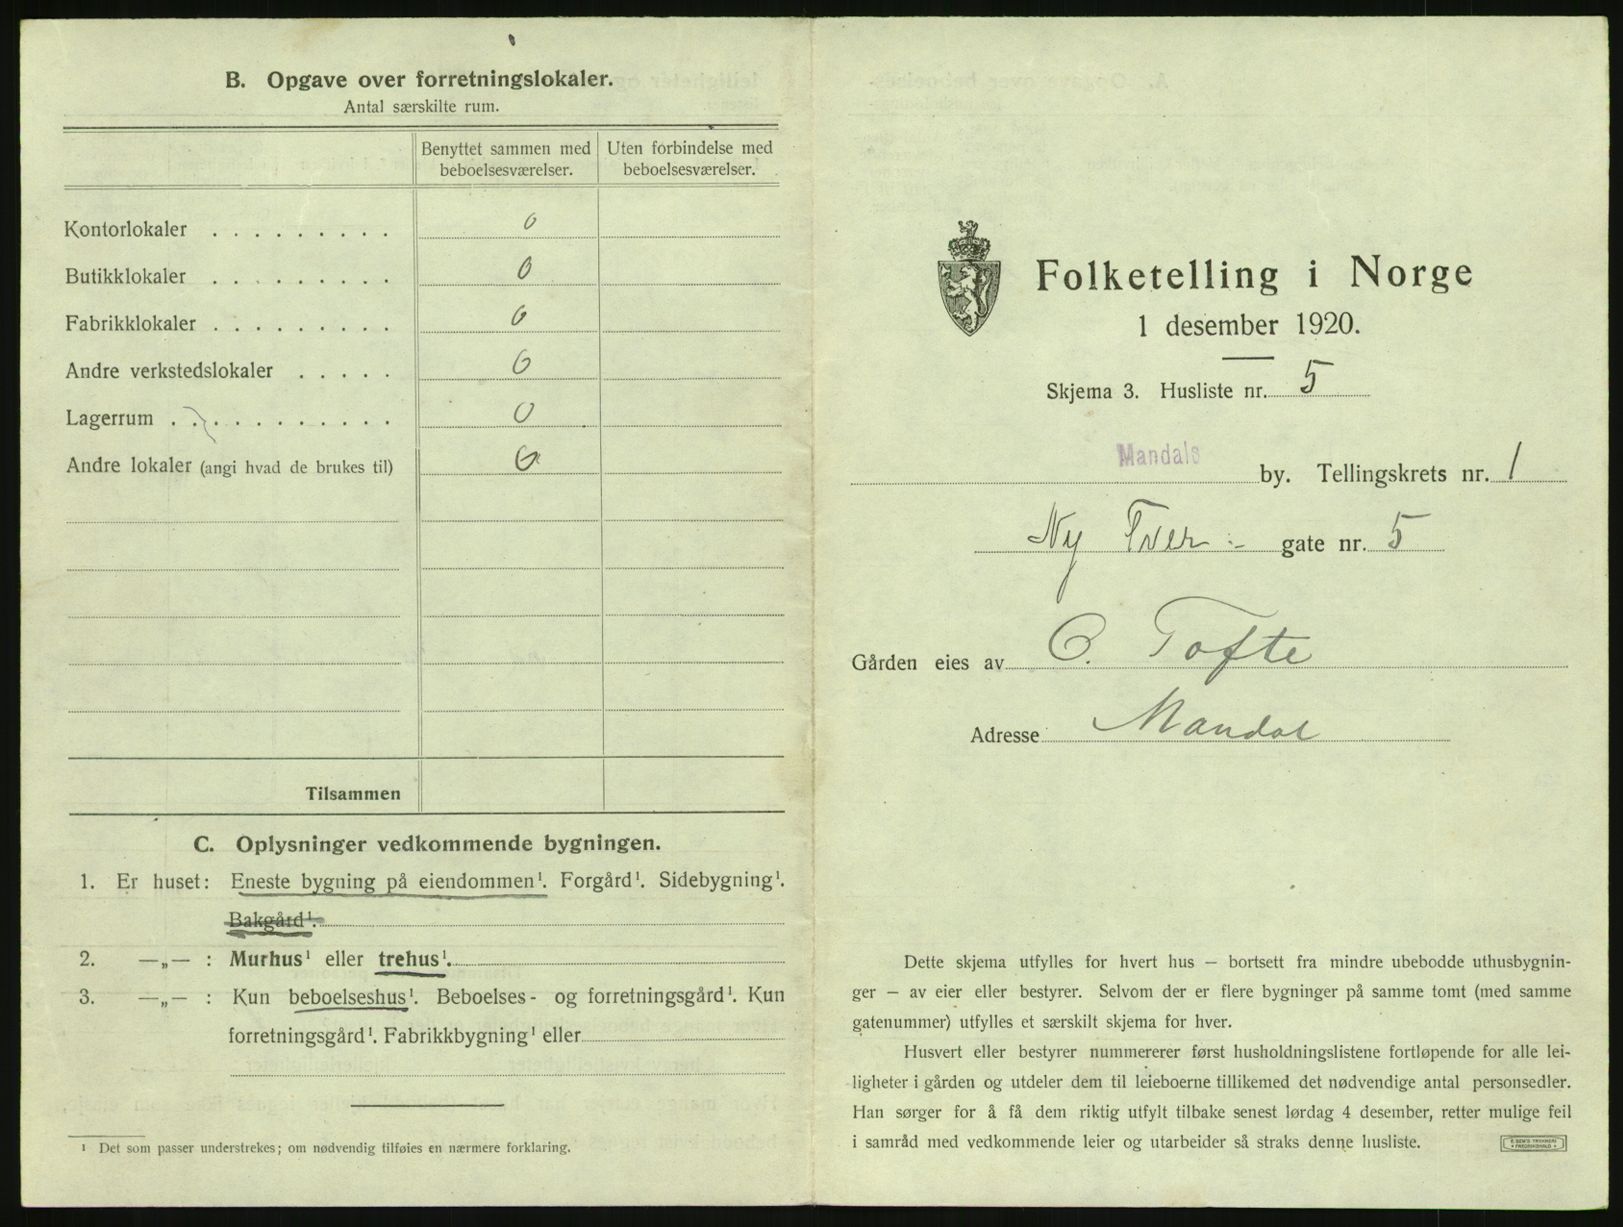 B. Opgave over forretningslokaler.
Antal særskilte rum.
Benyttet sammen med beboelsesværelser.
Uten forbindelse med beboelsesværelser.
Kontorlokaler . . . . . . . . . 0
Butikklokaler . . . . . . . . . 0
Fabrikklokaler . . . . . . . . . 0
Andre verkstedslokaler . . . . . 0
Lagerrum . . . . . . . . . . . 0
Andre lokaler (angi hvad de brukes til) 0
Tilsammen
C. Oplysninger vedkommende bygningen.
1. Er huset: Eneste bygning på eiendommen¹. Forgård¹. Sidebygning¹.
Bakgård¹.
2. —„— : Murhus¹ eller trehus¹.
3. —„— : Kun beboelseshus¹. Beboelses- og forretningsgård¹. Kun
forretningsgård¹. Fabrikkbygning¹ eller
¹ Det som passer understrekes; om nødvendig tilføies en nærmere forklaring.
Folketelling i Norge
1 desember 1920.
Skjema 3. Husliste nr. 5
Mandals by. Tellingskrets nr. 1
Ny Tver :- gate nr. 5
Gården eies av C. Tofte
Adresse Mandal
Dette skjema utfylles for hvert hus — bortsett fra mindre ubebodde uthusbygnin-
ger — av eier eller bestyrer. Selvom der er flere bygninger på samme tomt (med samme
gatenummer) utfylles et særskilt skjema for hver.
Husvert eller bestyrer nummererer først husholdningslistene fortløpende for alle lei-
ligheter i gården og utdeler dem til leieboerne tillikemed det nødvendige antal personsedler.
Han sørger for å få dem riktig utfylt tilbake senest lørdag 4 desember, retter mulige feil
i samråd med vedkommende leier og utarbeider så straks denne husliste.